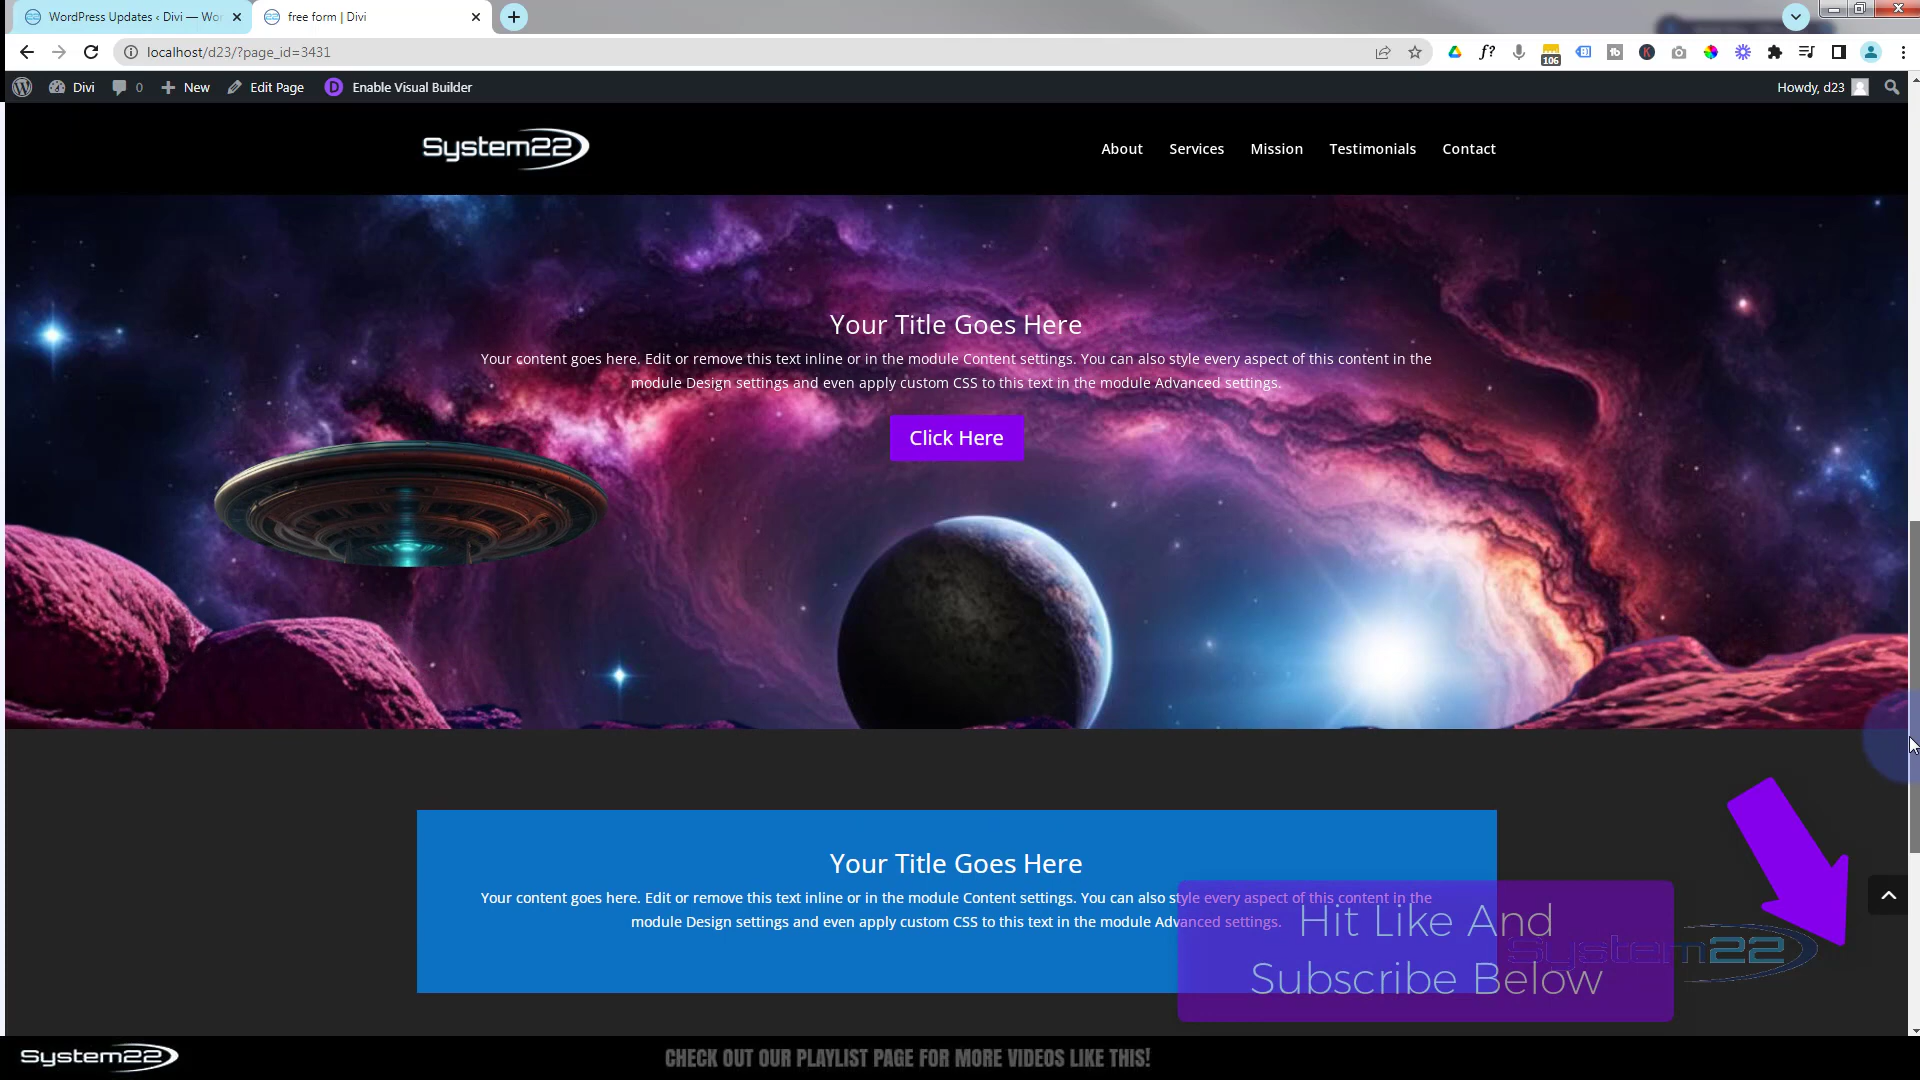 WordPress Updates ‹ Divi — Wor
free form | Divi
localhost/d23/?page_id=3431
f?
fb
K
106
Divi
0
New
Edit Page
D
Enable Visual Builder
Howdy, d23
System22
About
Services
Mission
Testimonials
Contact
Your Title Goes Here
Your content goes here. Edit or remove this text inline or in the module Content settings. You can also style every aspect of this content in the
module Design settings and even apply custom CSS to this text in the module Advanced settings.
Click Here
Your Title Goes Here
Your content goes here. Edit or remove this text inline or in the module Content settings. You can also style every aspect of this content in the
module Design settings and even apply custom CSS to this text in the module Advanced settings.
Hit Like And
Subscribe Below
System22
System22
CHECK OUT OUR PLAYLIST PAGE FOR MORE VIDEOS LIKE THIS!